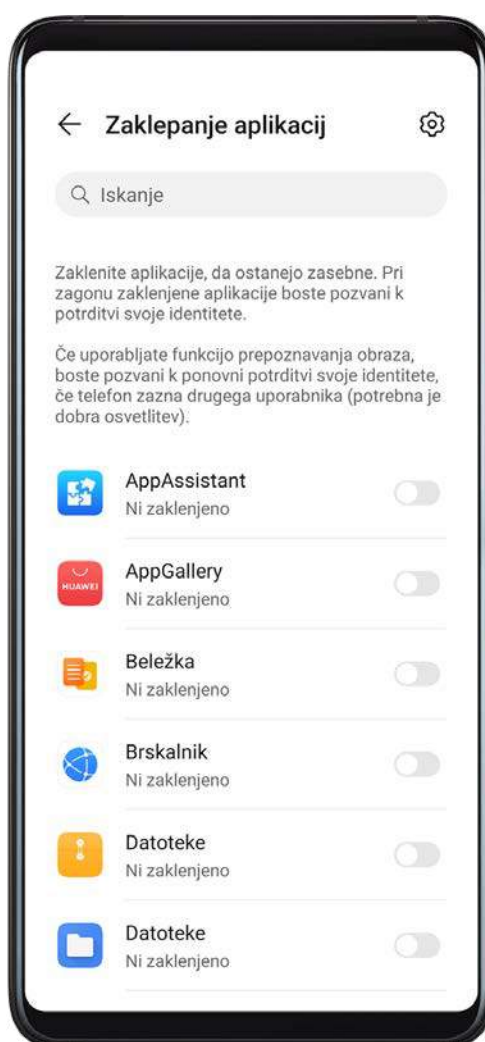 Zaklepanje aplikacij
Iskanje
Zaklenite aplikacije, da ostanejo zasebne. Pri
zagonu zaklenjene aplikacije boste pozvani k
potrditvi svoje identitete.
Če uporabljate funkcijo prepoznavanja obraza,
boste pozvani k ponovni potrditvi svoje identitete,
če telefon zazna drugega uporabnika (potrebna je
dobra osvetlitev).
AppAssistant
Ni zaklenjeno
HUAWEI
AppGallery
Ni zaklenjeno
Beležka
Ni zaklenjeno
Brskalnik
Ni zaklenjeno
Datoteke
Ni zaklenjeno
Datoteke
Ni zaklenjeno